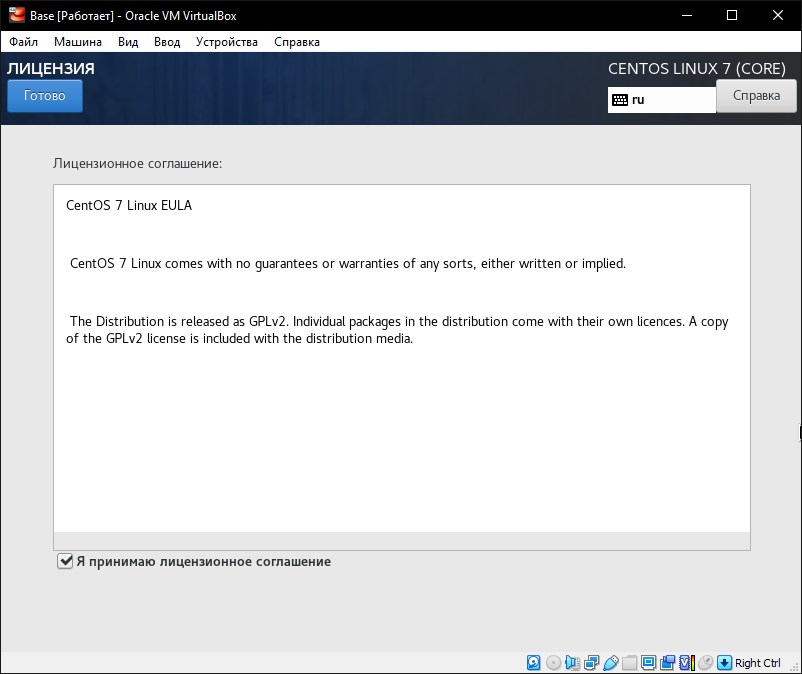 Base [Работает] - Oracle VM VirtualBox
Файл Машина Вид Ввод Устройства Справка
ЛИЦЕНЗИЯ
CENTOS LINUX 7 (CORE)
Готово
ru
Справка
Лицензионное соглашение:
CentOS 7 Linux EULA
CentOS 7 Linux comes with no guarantees or warranties of any sorts, either written or implied.
The Distribution is released as GPLv2. Individual packages in the distribution come with their own licences. A copy
of the GPLv2 license is included with the distribution media.
Я принимаю лицензионное соглашение
Right Ctrl